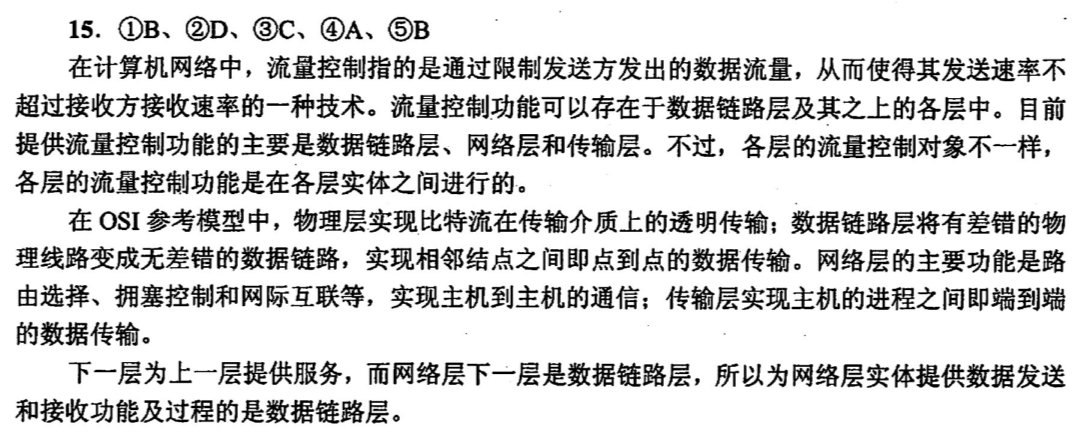 15. ①B、②D、③C、④A、⑤B
在计算机网络中，流量控制指的是通过限制发送方发出的数据流量，从而使得其发送速率不
超过接收方接收速率的一种技术。流量控制功能可以存在于数据链路层及其之上的各层中。目前
提供流量控制功能的主要是数据链路层、网络层和传输层。不过，各层的流量控制对象不一样，
各层的流量控制功能是在各层实体之间进行的。
在 OSI 参考模型中，物理层实现比特流在传输介质上的透明传输；数据链路层将有差错的物
理线路变成无差错的数据链路，实现相邻结点之间即点到点的数据传输。网络层的主要功能是路
由选择、拥塞控制和网际互联等，实现主机到主机的通信；传输层实现主机的进程之间即端到端
的数据传输。
下一层为上一层提供服务，而网络层下一层是数据链路层，所以为网络层实体提供数据发送
和接收功能及过程的是数据链路层。